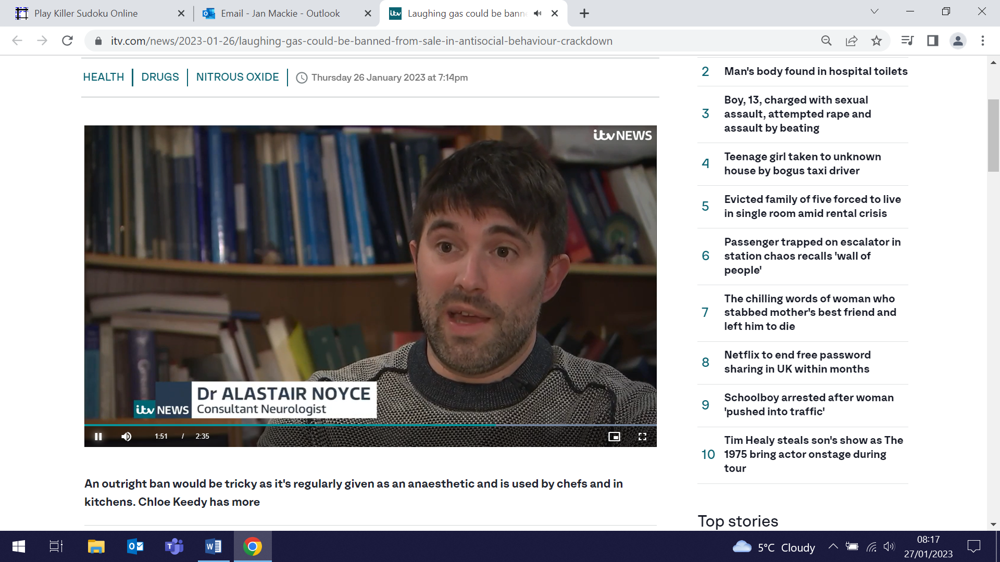 Play Killer Sudoku Online
Email - Jan Mackie - Outlook
itv
Laughing gas could be bann
itv.com/news/2023-01-26/laughing-gas-could-be-banned-from-sale-in-antisocial-behaviour-crackdown
HEALTH
DRUGS
NITROUS OXIDE
Thursday 26 January 2023 at 7:14pm
itv NEWS
Dr ALASTAIR NOYCE
Consultant Neurologist
itv NEWS
1:51 / 2:35
An outright ban would be tricky as it's regularly given as an anaesthetic and is used by chefs and in
kitchens. Chloe Keedy has more
2 Man's body found in hospital toilets
3 Boy, 13, charged with sexual
assault, attempted rape and
assault by beating
4 Teenage girl taken to unknown
house by bogus taxi driver
5 Evicted family of five forced to live
in single room amid rental crisis
6 Passenger trapped on escalator in
station chaos recalls 'wall of
people'
7 The chilling words of woman who
stabbed mother's best friend and
left him to die
8 Netflix to end free password
sharing in UK within months
9 Schoolboy arrested after woman
'pushed into traffic'
10 Tim Healy steals son's show as The
1975 bring actor onstage during
tour
Top stories
5°C Cloudy
08:17
27/01/2023